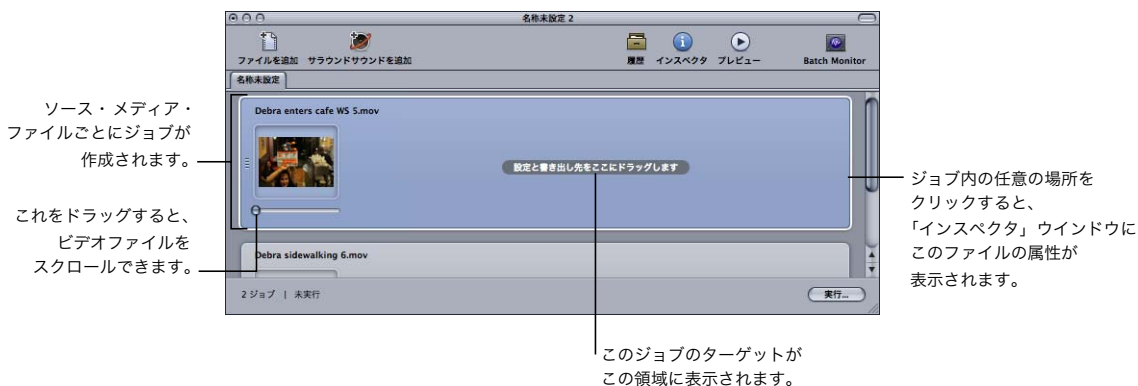 名称未設定 2
ファイルを追加 サラウンドサウンドを追加 履歴 インスペクタ プレビュー Batch Monitor
名称未設定
Debra enters cafe WS 5.mov
設定と書き出し先をここにドラッグします
Debra sidewalking 6.mov
2 ジョブ | 未実行
実行...
ソース・メディア・
ファイルごとにジョブが
作成されます。
これをドラッグすると、
ビデオファイルを
スクロールできます。
ジョブ内の任意の場所を
クリックすると、
「インスペクタ」ウインドウに
このファイルの属性が
表示されます。
このジョブのターゲットが
この領域に表示されます。